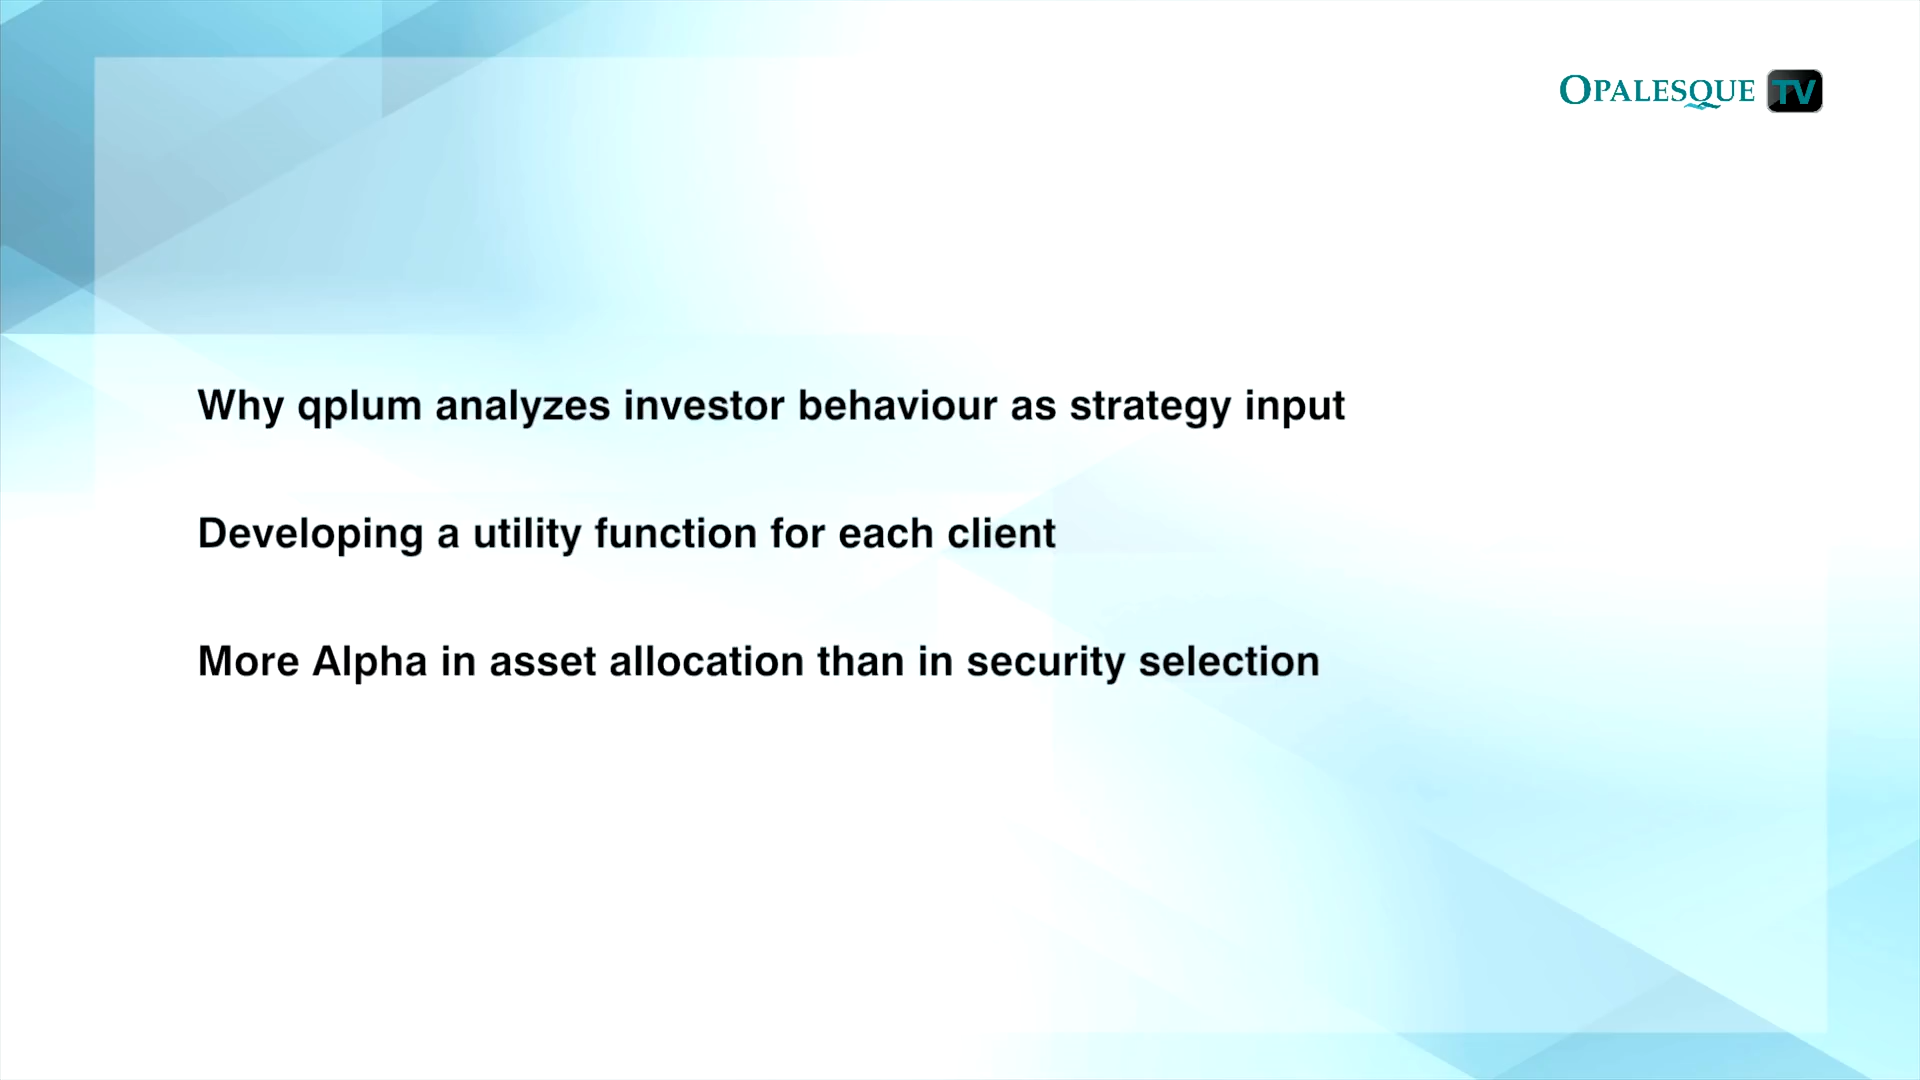 OPALESQUE TV
Why qplum analyzes investor behaviour as strategy input
Developing a utility function for each client
More Alpha in asset allocation than in security selection